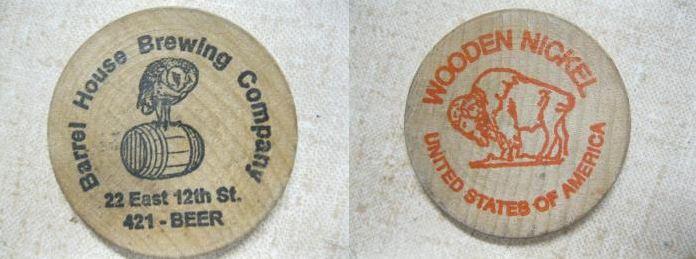 Barrel House Brewing Company
22 East 12th St.
421 - BEER
WOODEN NICKEL
UNITED STATES OF AMERICA